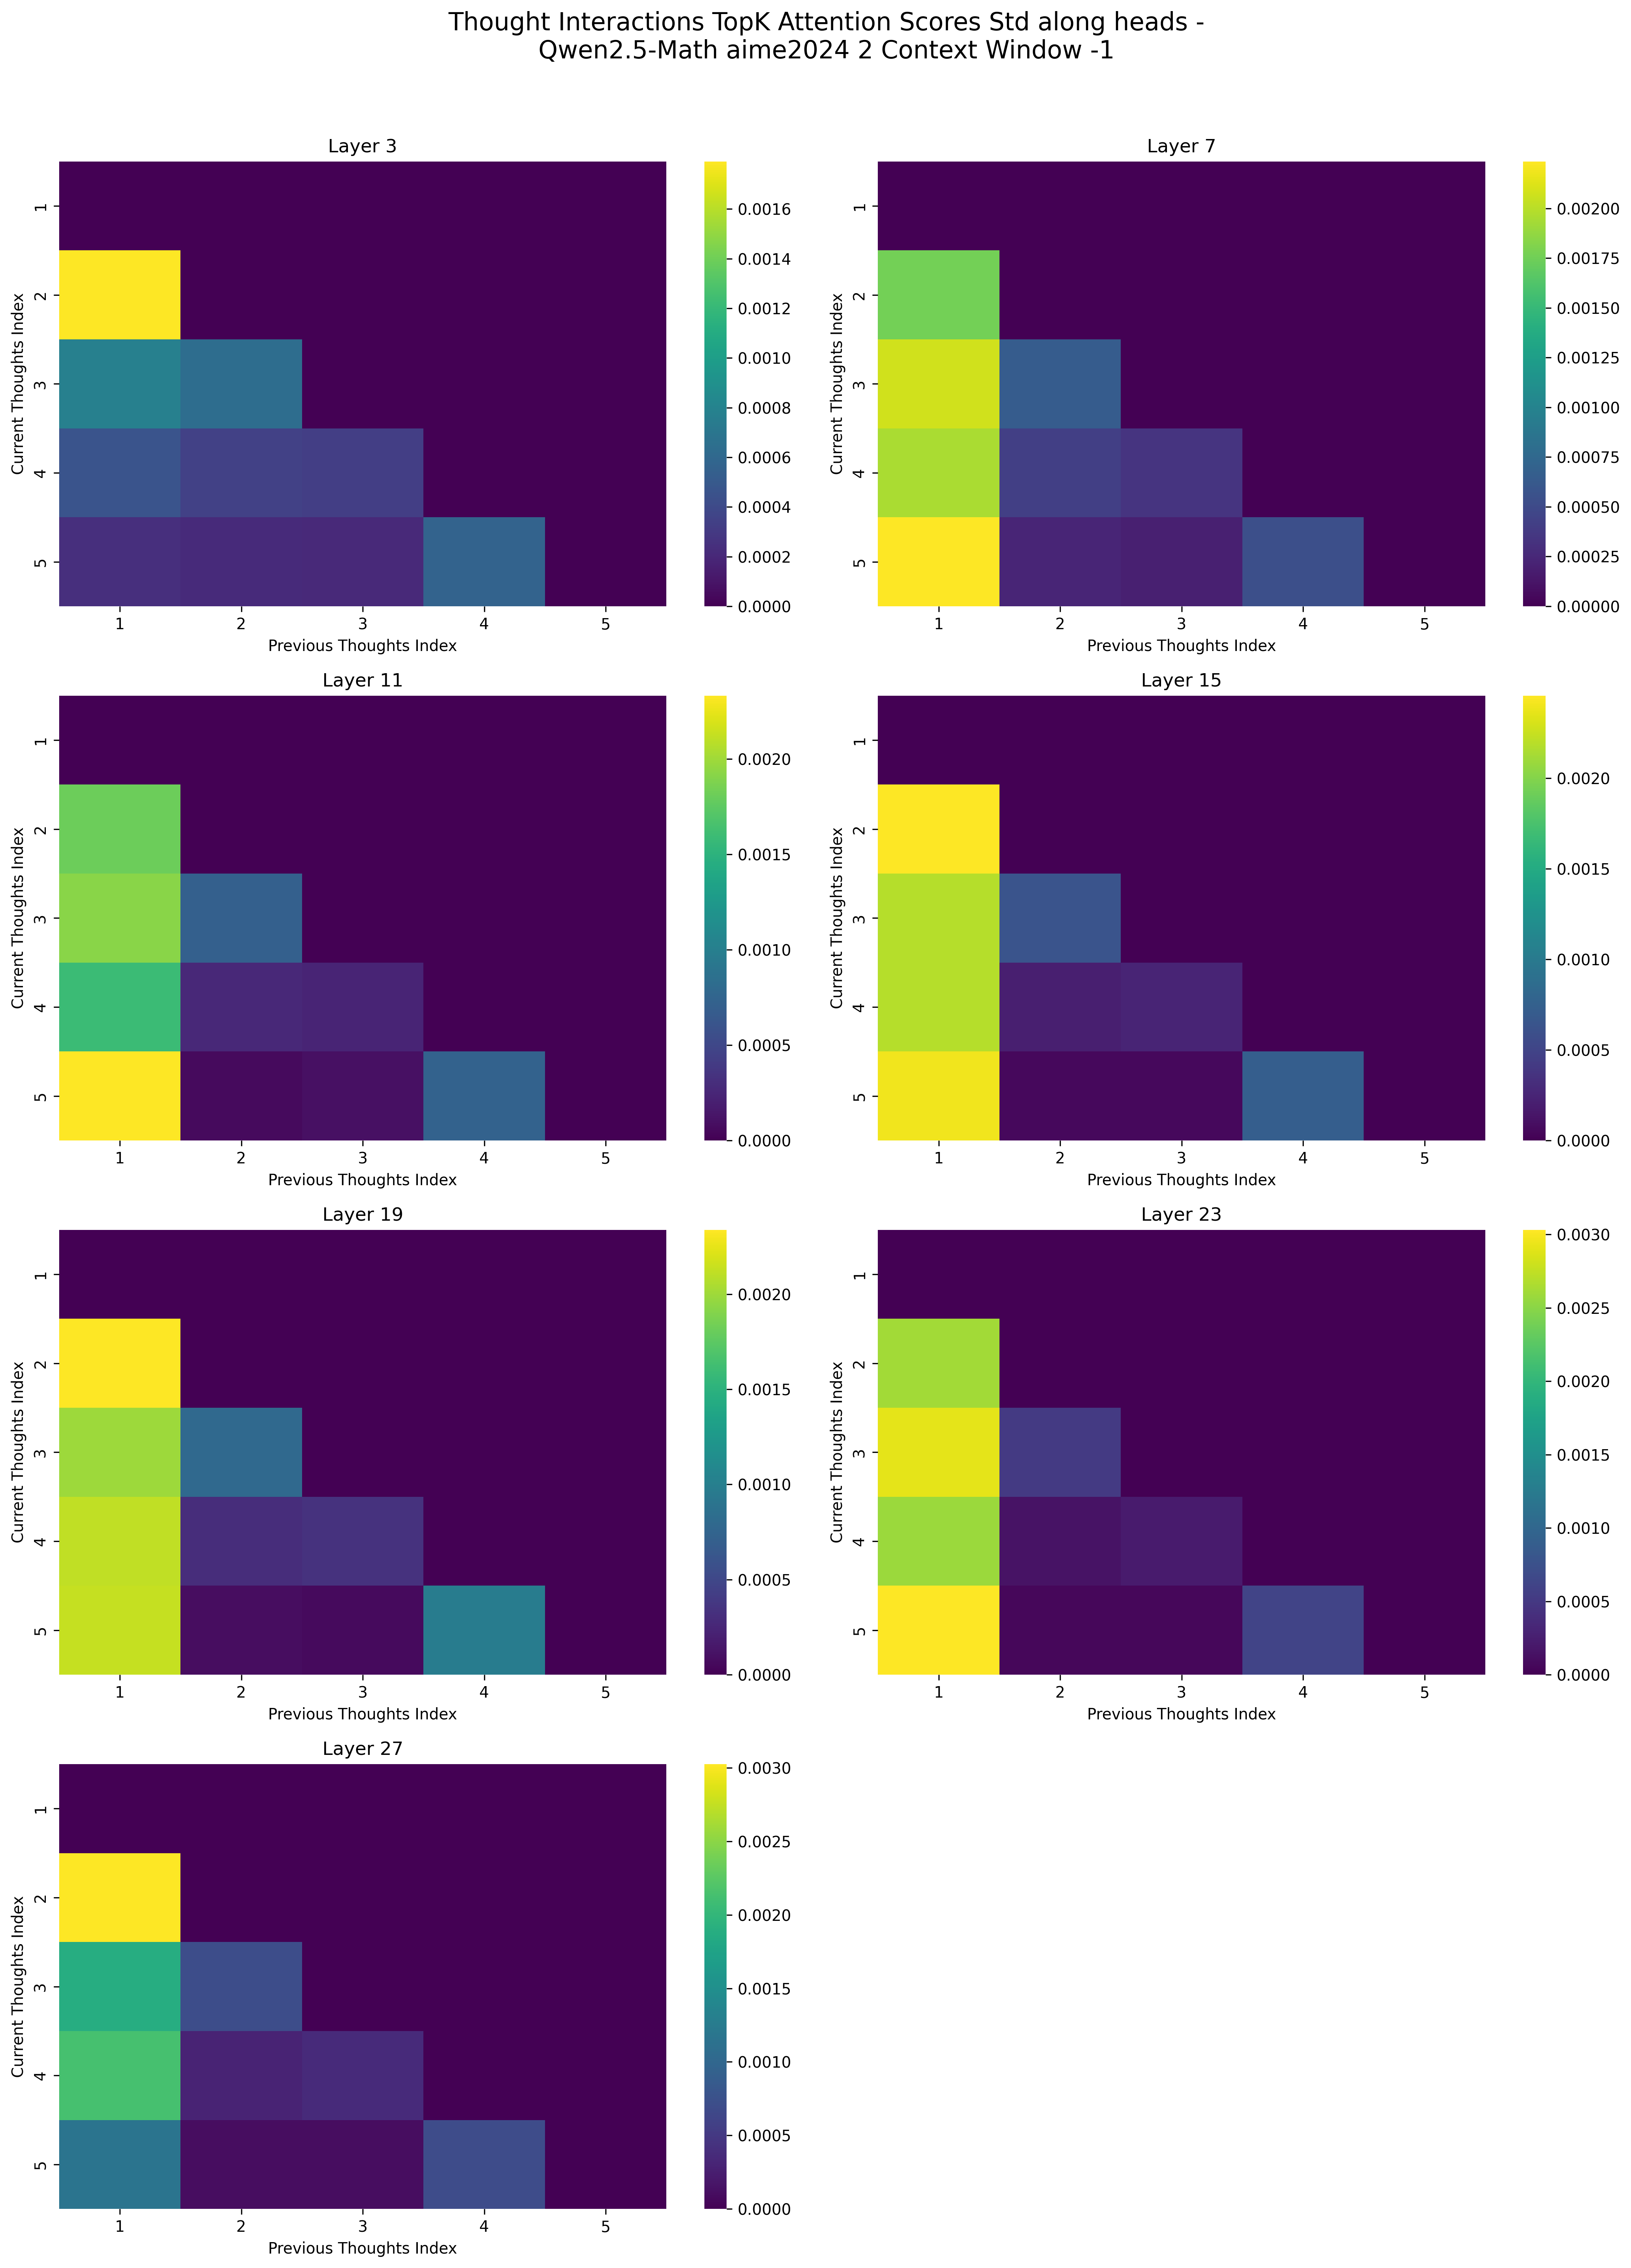 Thought Interactions TopK Attention Scores Std along heads -
Qwen2.5-Math aime2024 2 Context Window -1
Layer 3
Current Thoughts Index
1
2
3
4
5
1 2 3 4 5
Previous Thoughts Index
0.0016
0.0014
0.0012
0.0010
0.0008
0.0006
0.0004
0.0002
0.0000
Layer 7
Current Thoughts Index
1
2
3
4
5
1 2 3 4 5
Previous Thoughts Index
0.00200
0.00175
0.00150
0.00125
0.00100
0.00075
0.00050
0.00025
0.00000
Layer 11
Current Thoughts Index
1
2
3
4
5
1 2 3 4 5
Previous Thoughts Index
0.0020
0.0015
0.0010
0.0005
0.0000
Layer 15
Current Thoughts Index
1
2
3
4
5
1 2 3 4 5
Previous Thoughts Index
0.0020
0.0015
0.0010
0.0005
0.0000
Layer 19
Current Thoughts Index
1
2
3
4
5
1 2 3 4 5
Previous Thoughts Index
0.0020
0.0015
0.0010
0.0005
0.0000
Layer 23
Current Thoughts Index
1
2
3
4
5
1 2 3 4 5
Previous Thoughts Index
0.0030
0.0025
0.0020
0.0015
0.0010
0.0005
0.0000
Layer 27
Current Thoughts Index
1
2
3
4
5
1 2 3 4 5
Previous Thoughts Index
0.0030
0.0025
0.0020
0.0015
0.0010
0.0005
0.0000